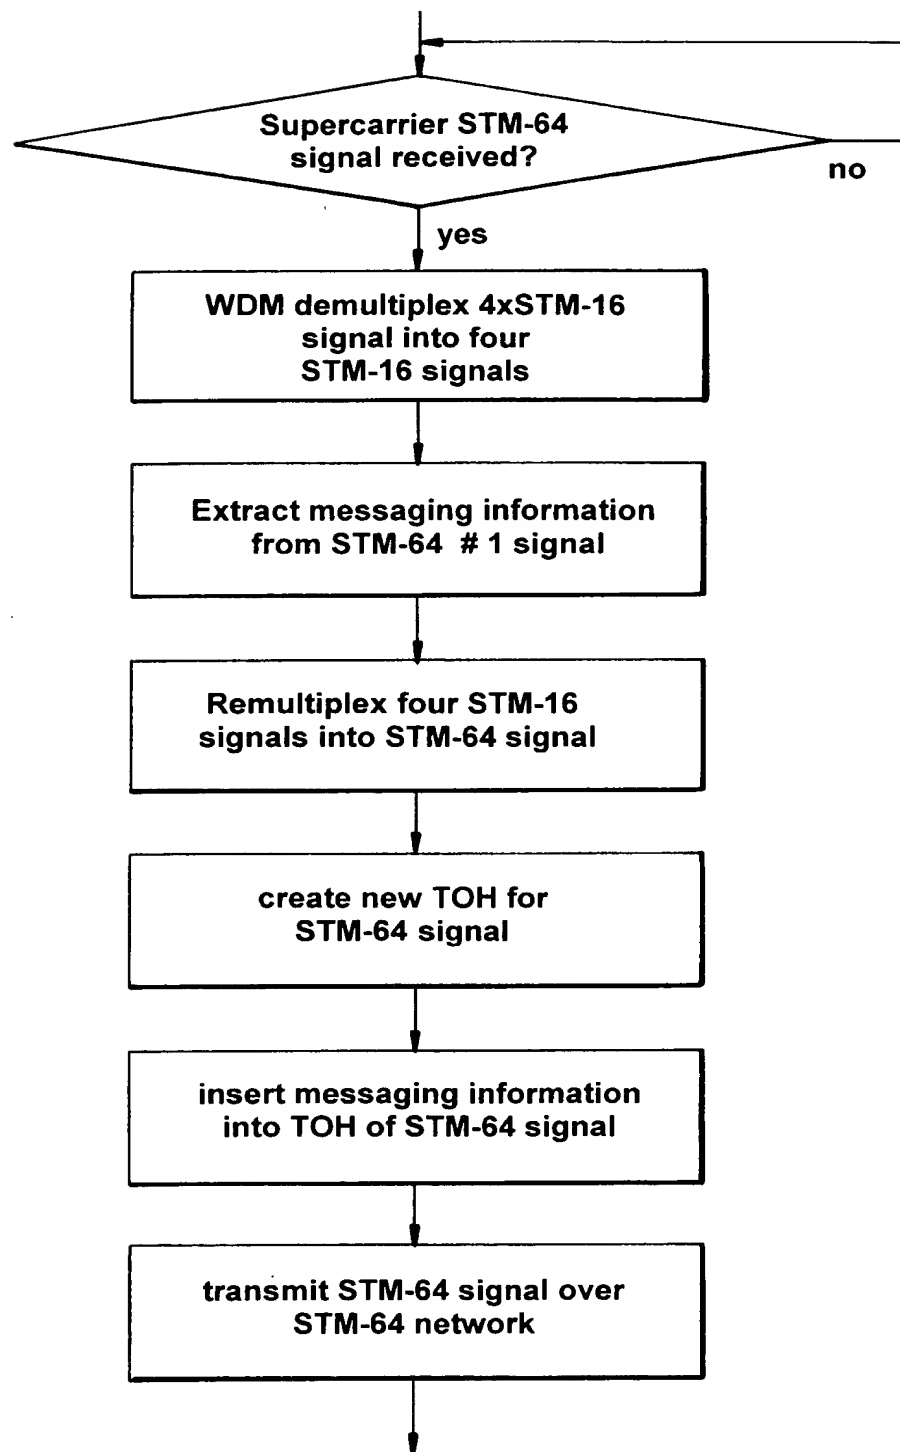 Supercarrier STM-64
signal received?
no
yes
WDM demultiplex 4xSTM-16
signal into four
STM-16 signals
Extract messaging information
from STM-64 # 1 signal
Remultiplex four STM-16
signals into STM-64 signal
create new TOH for
STM-64 signal
insert messaging information
into TOH of STM-64 signal
transmit STM-64 signal over
STM-64 network